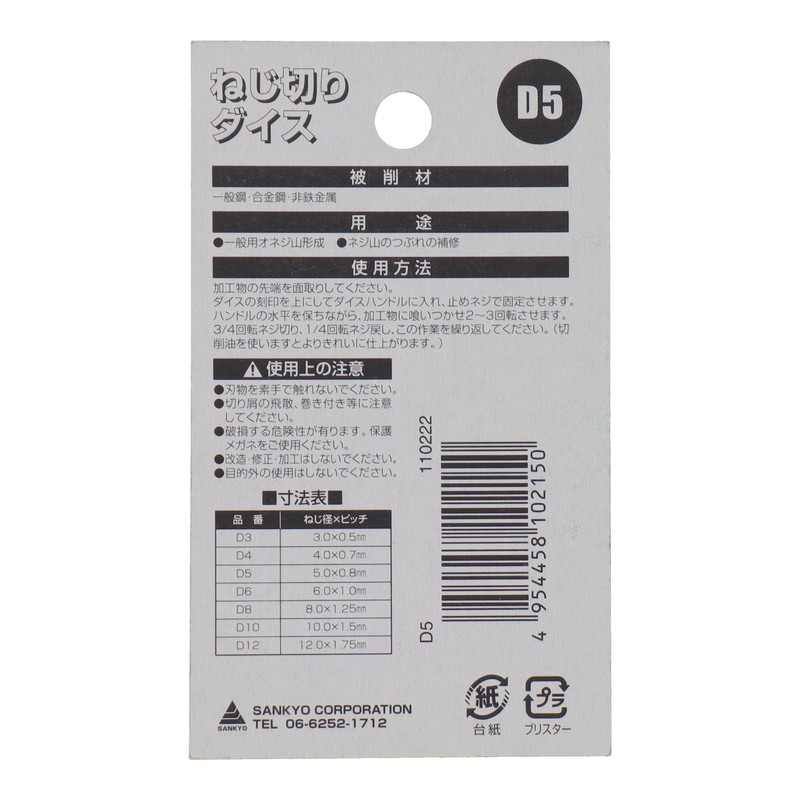 ねじ切り
ダイス
D5
被削材
一般鋼・合金鋼・非鉄金属
用途
●一般用オネジ山形成 ●ネジ山のつぶれの補修
使用方法
加工物の先端を面取りしてください。
ダイスの刻印を上にしてダイスハンドルに入れ、止めネジで固定させます。
ハンドルの水平を保ちながら、加工物に喰いつかせ2～3回転させます。
3/4回転ネジ切り、1/4回転ネジ戻し、この作業を繰り返してください。（切
削油を使いますとよりきれいに仕上がります。）
使用上の注意
●刃物を素手で触れないでください。
●切り屑の飛散、巻き付き等に注意
してください。
●破損する危険性が有ります。保護
メガネをご使用ください。
●改造・修正・加工はしないでください。
●目的外の使用はしないでください。
■寸法表■
品番 ねじ径×ピッチ
D3 3.0×0.5㎜
D4 4.0×0.7㎜
D5 5.0×0.8㎜
D6 6.0×1.0㎜
D8 8.0×1.25㎜
D10 10.0×1.5㎜
D12 12.0×1.75㎜
D5 110222
4 954458 102150
SANKYO
SANKYO CORPORATION
TEL 06-6252-1712
紙
台紙
プラ
ブリスター